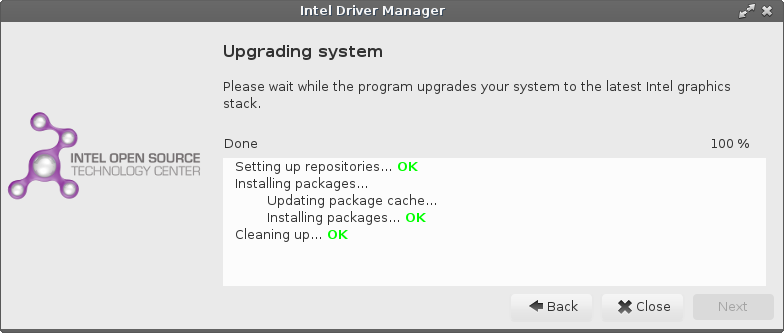 Intel Driver Manager
Upgrading system
Please wait while the program upgrades your system to the latest Intel graphics
stack.
INTEL OPEN SOURCE
TECHNOLOGY CENTER
Done 100 %
Setting up repositories... OK
Installing packages...
Updating package cache...
Installing packages... OK
Cleaning up... OK
Back Close Next